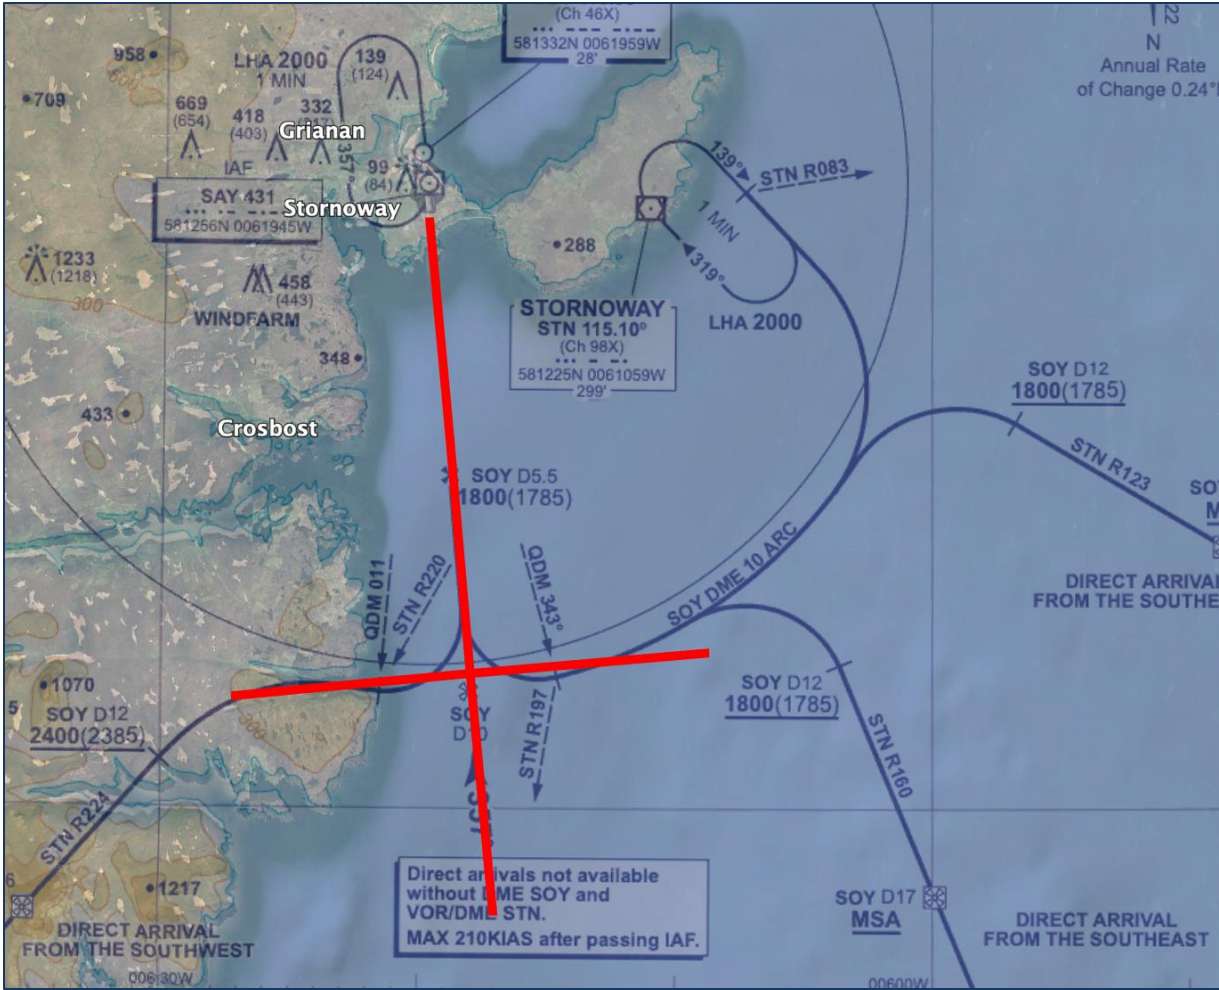 (Ch 46X)
581332N 0061959W
28'
22
N
Annual Rate
of Change 0.24°
958
LHA 2000
1 MIN
139
(124)
709
669
(654)
418
(403)
332
Grianan
IAF
357°
99
(84)
SAY 431
581256N 0061945W
Stornoway
139°
STN R083
1 MIN
319°
LHA 2000
288
1233
(1218)
300
458
(443)
WINDFARM
STORNOWAY
STN 115.10°
(Ch 98X)
581225N 0061059W
299'
348
433
Crosbost
SOY D12
1800(1785)
STN R123
SOY D5.5
1800(1785)
QDM 011
STN R220
QDM 343°
SOY DME 10 ARC
DIRECT ARRIVAL
FROM THE SOUTHE
1070
5
SOY D12
2400(2385)
300
SOY
D10
STN R197
SOY D12
1800(1785)
STN R160
STN R224
1217
6
DIRECT ARRIVAL
FROM THE SOUTHWEST
Direct arrivals not available
without DME SOY and
VOR/DME STN.
MAX 210KIAS after passing IAF.
SOY D17
MSA
DIRECT ARRIVAL
FROM THE SOUTHEAST
00630W
00600W